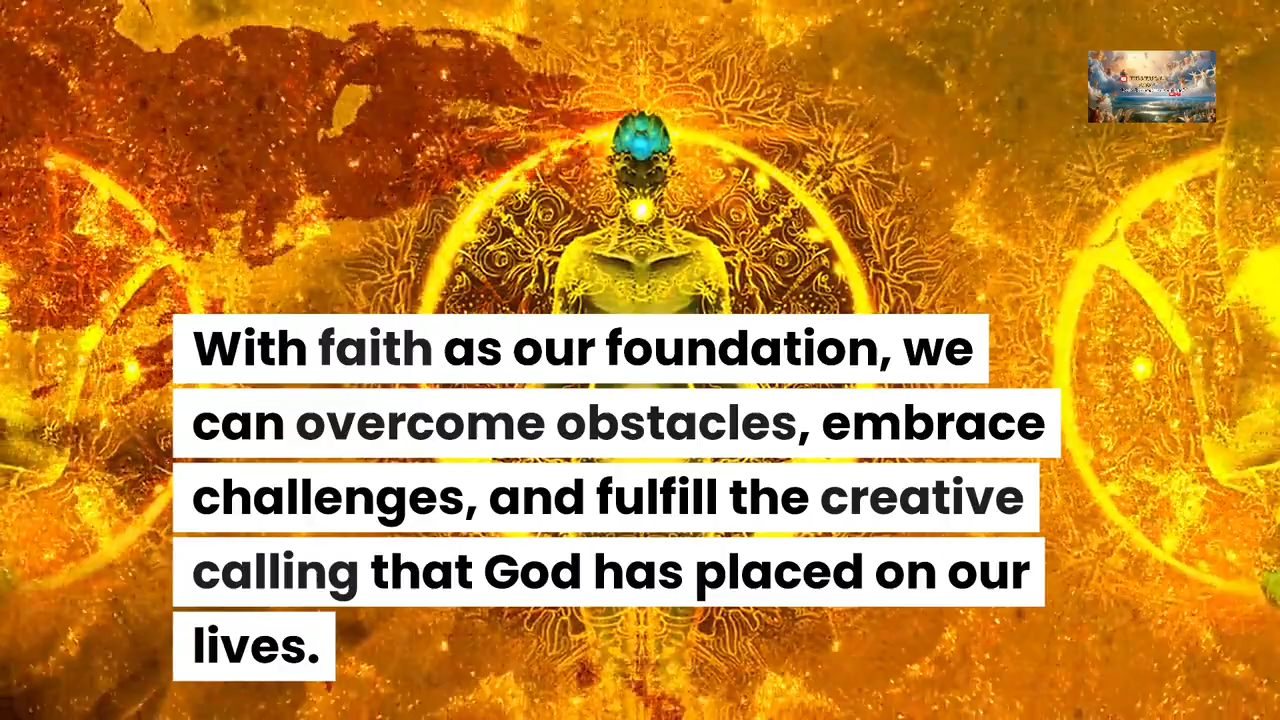 With faith as our foundation, we
can overcome obstacles, embrace
challenges, and fulfill the creative
calling that God has placed on our
lives.